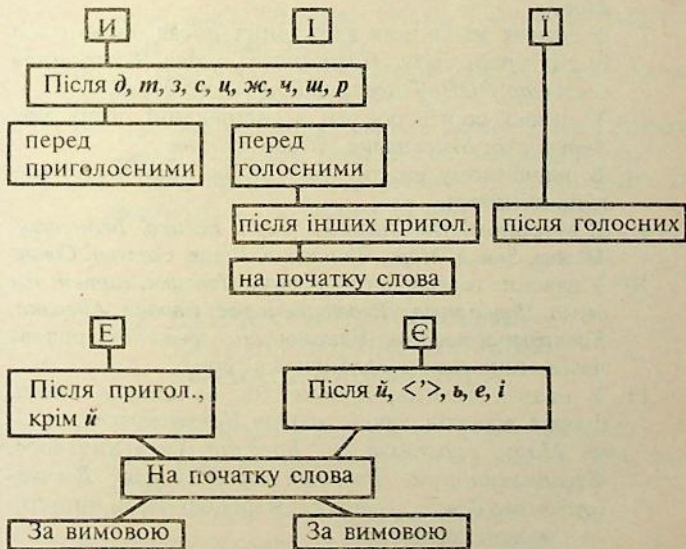 И І Ї
Після д, т, з, с, ц, ж, ч, ш, р
перед
приголосними
перед
голосними
після інших пригол.
після голосних
на початку слова
Е Є
Після пригол.,
крім й
Після й, <’>, ь, е, і
На початку слова
За вимовою
За вимовою